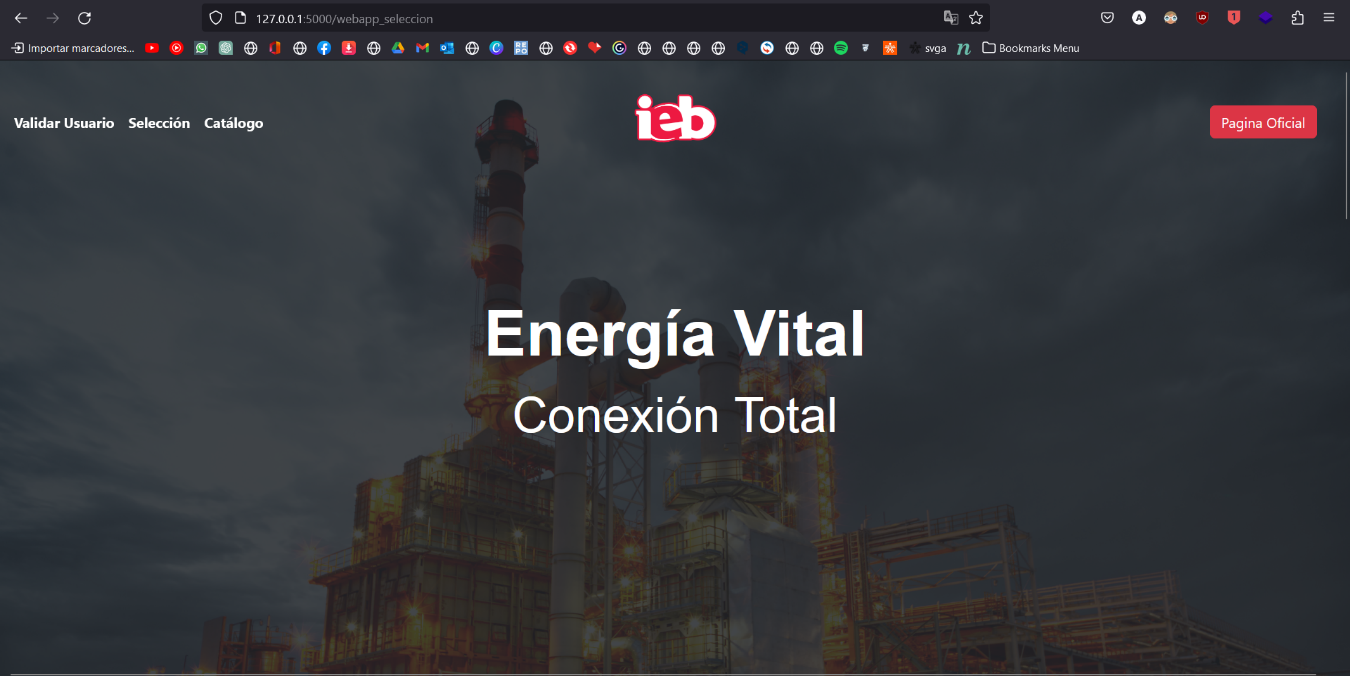 127.0.0.1:5000/webapp_seleccion
Importar marcadores...
svga
Bookmarks Menu
Validar Usuario
Selección
Catálogo
ieb
Pagina Oficial
Energía Vital
Conexión Total